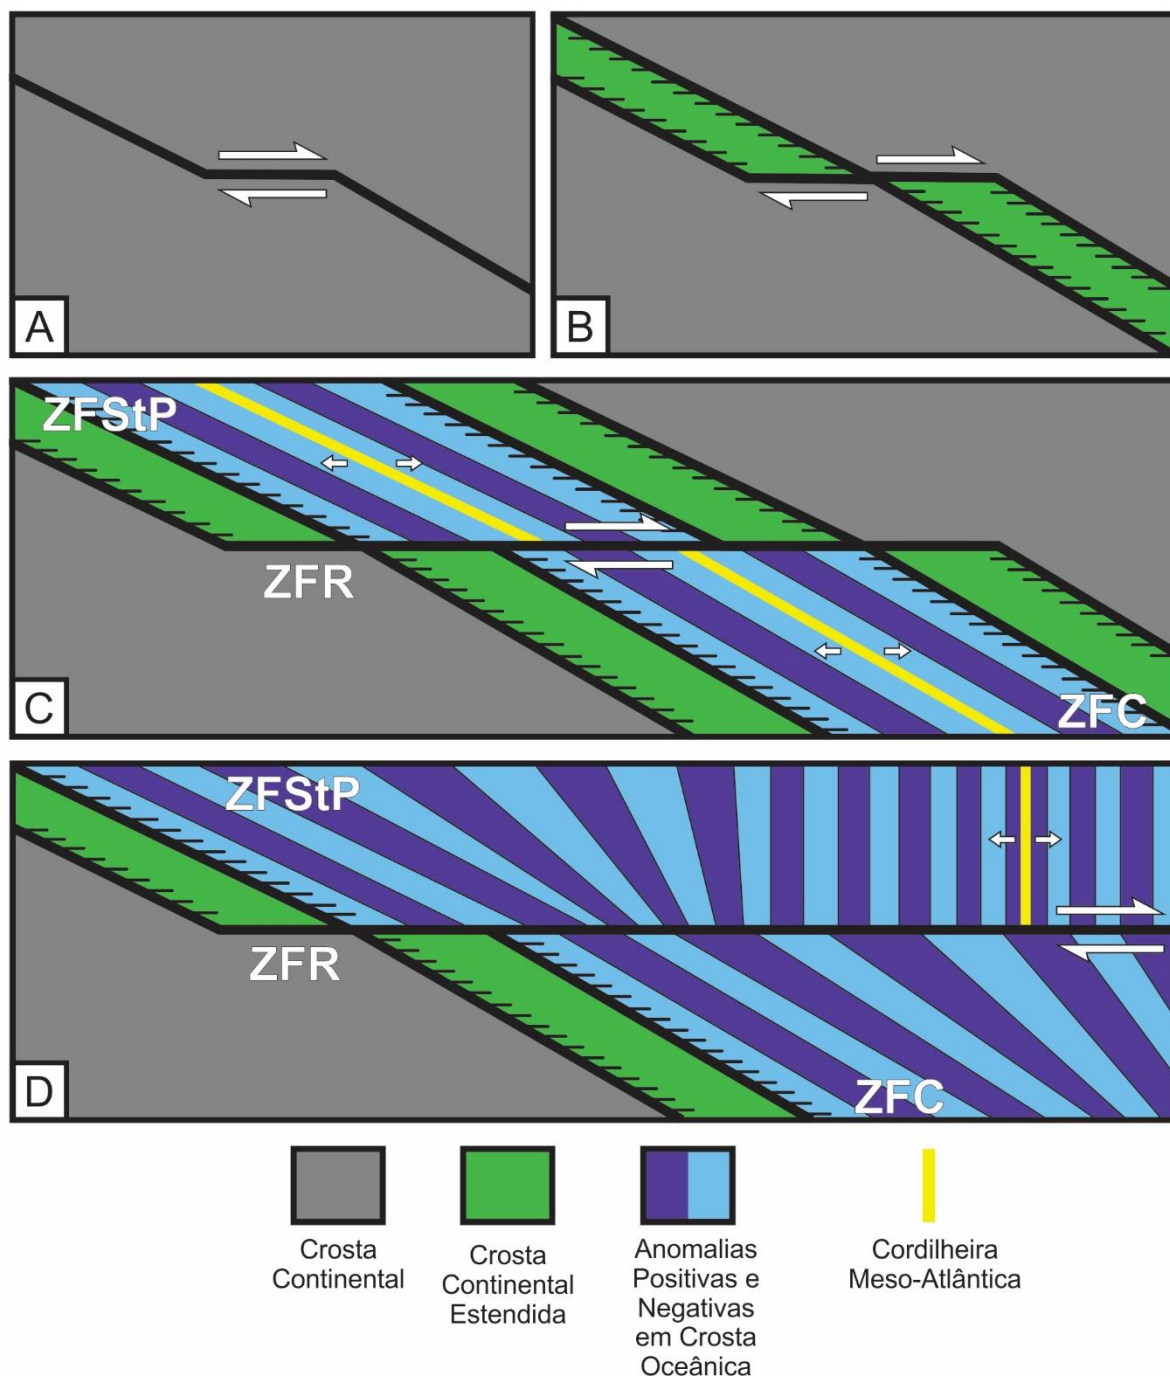 A
B
ZFStP
ZFR
ZFC
C
ZFStP
ZFR
ZFC
D
Crosta
Continental
Crosta
Continental
Estendida
Anomalias
Positivas e
Negativas
em Crosta
Oceânica
Cordilheira
Meso-Atlântica